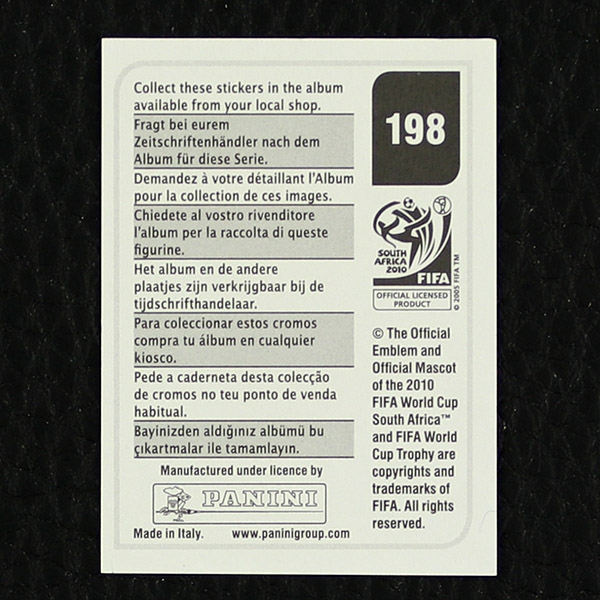 Collect these stickers in the album
available from your local shop.
Fragt bei eurem
Zeitschriftenhändler nach dem
Album für diese Serie.
Demandez à votre détaillant l'Album
pour la collection de ces images.
Chiedete al vostro rivenditore
l'album per la raccolta di queste
figurine.
Het album en de andere
plaatjes zijn verkrijgbaar bij de
tijdschrifthandelaar.
Para coleccionar estos cromos
compra tu álbum en cualquier
kiosco.
Pede a caderneta desta colecção
de cromos no teu ponto de venda
habitual.
Bayinizden aldığınız albümü bu
çıkartmalar ile tamamlayın.
Manufactured under licence by
PANINI
Made in Italy. www.paninigroup.com
198
SOUTH
AFRICA
2010
FIFA
OFFICIAL LICENSED
PRODUCT
© 2005 FIFA TM
© The Official
Emblem and
Official Mascot
of the 2010
FIFA World Cup
South Africa™
and FIFA World
Cup Trophy are
copyrights and
trademarks of
FIFA. All rights
reserved.